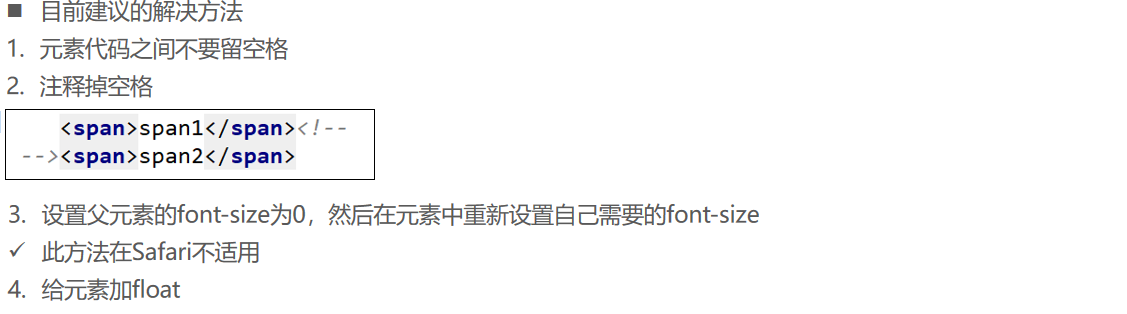 ■ 目前建议的解决方法
1. 元素代码之间不要留空格
2. 注释掉空格
<span>span1</span><!--
--><span>span2</span>
3. 设置父元素的font-size为0，然后在元素中重新设置自己需要的font-size
✓ 此方法在Safari不适用
4. 给元素加float